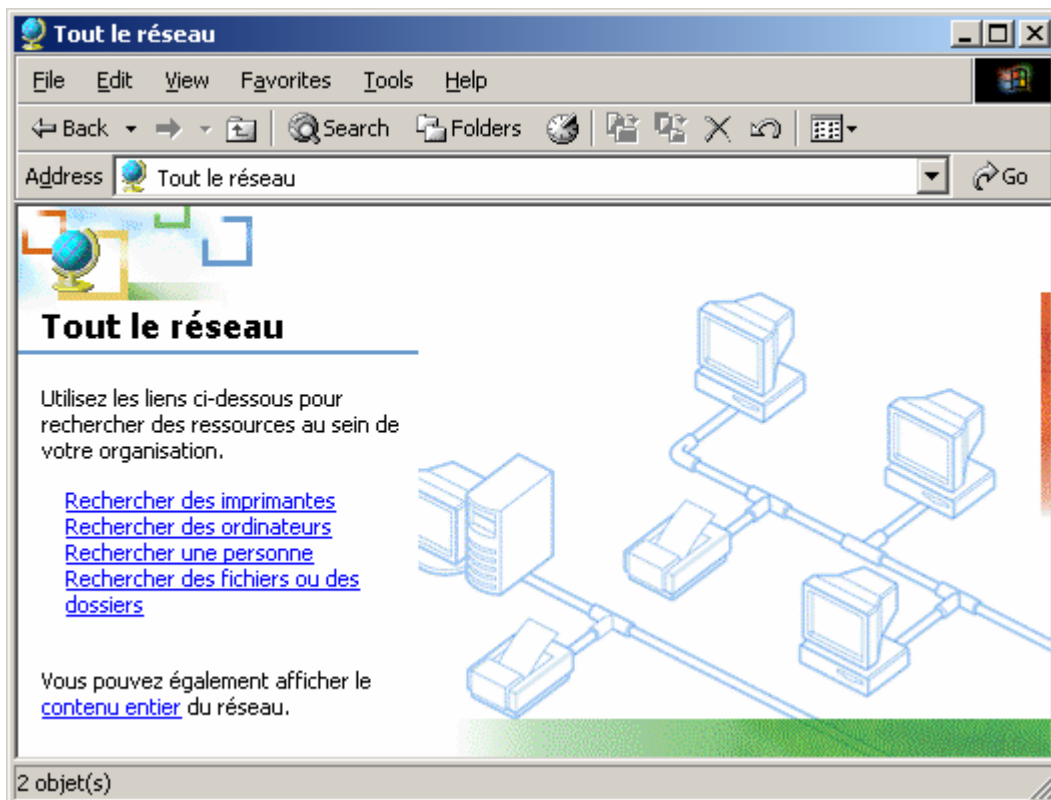 Tout le réseau
File Edit View Favorites Tools Help
Back Search Folders
Address Tout le réseau Go
Tout le réseau
Utilisez les liens ci-dessous pour
rechercher des ressources au sein de
votre organisation.
Rechercher des imprimantes
Rechercher des ordinateurs
Rechercher une personne
Rechercher des fichiers ou des
dossiers
Vous pouvez également afficher le
contenu entier du réseau.
2 objet(s)